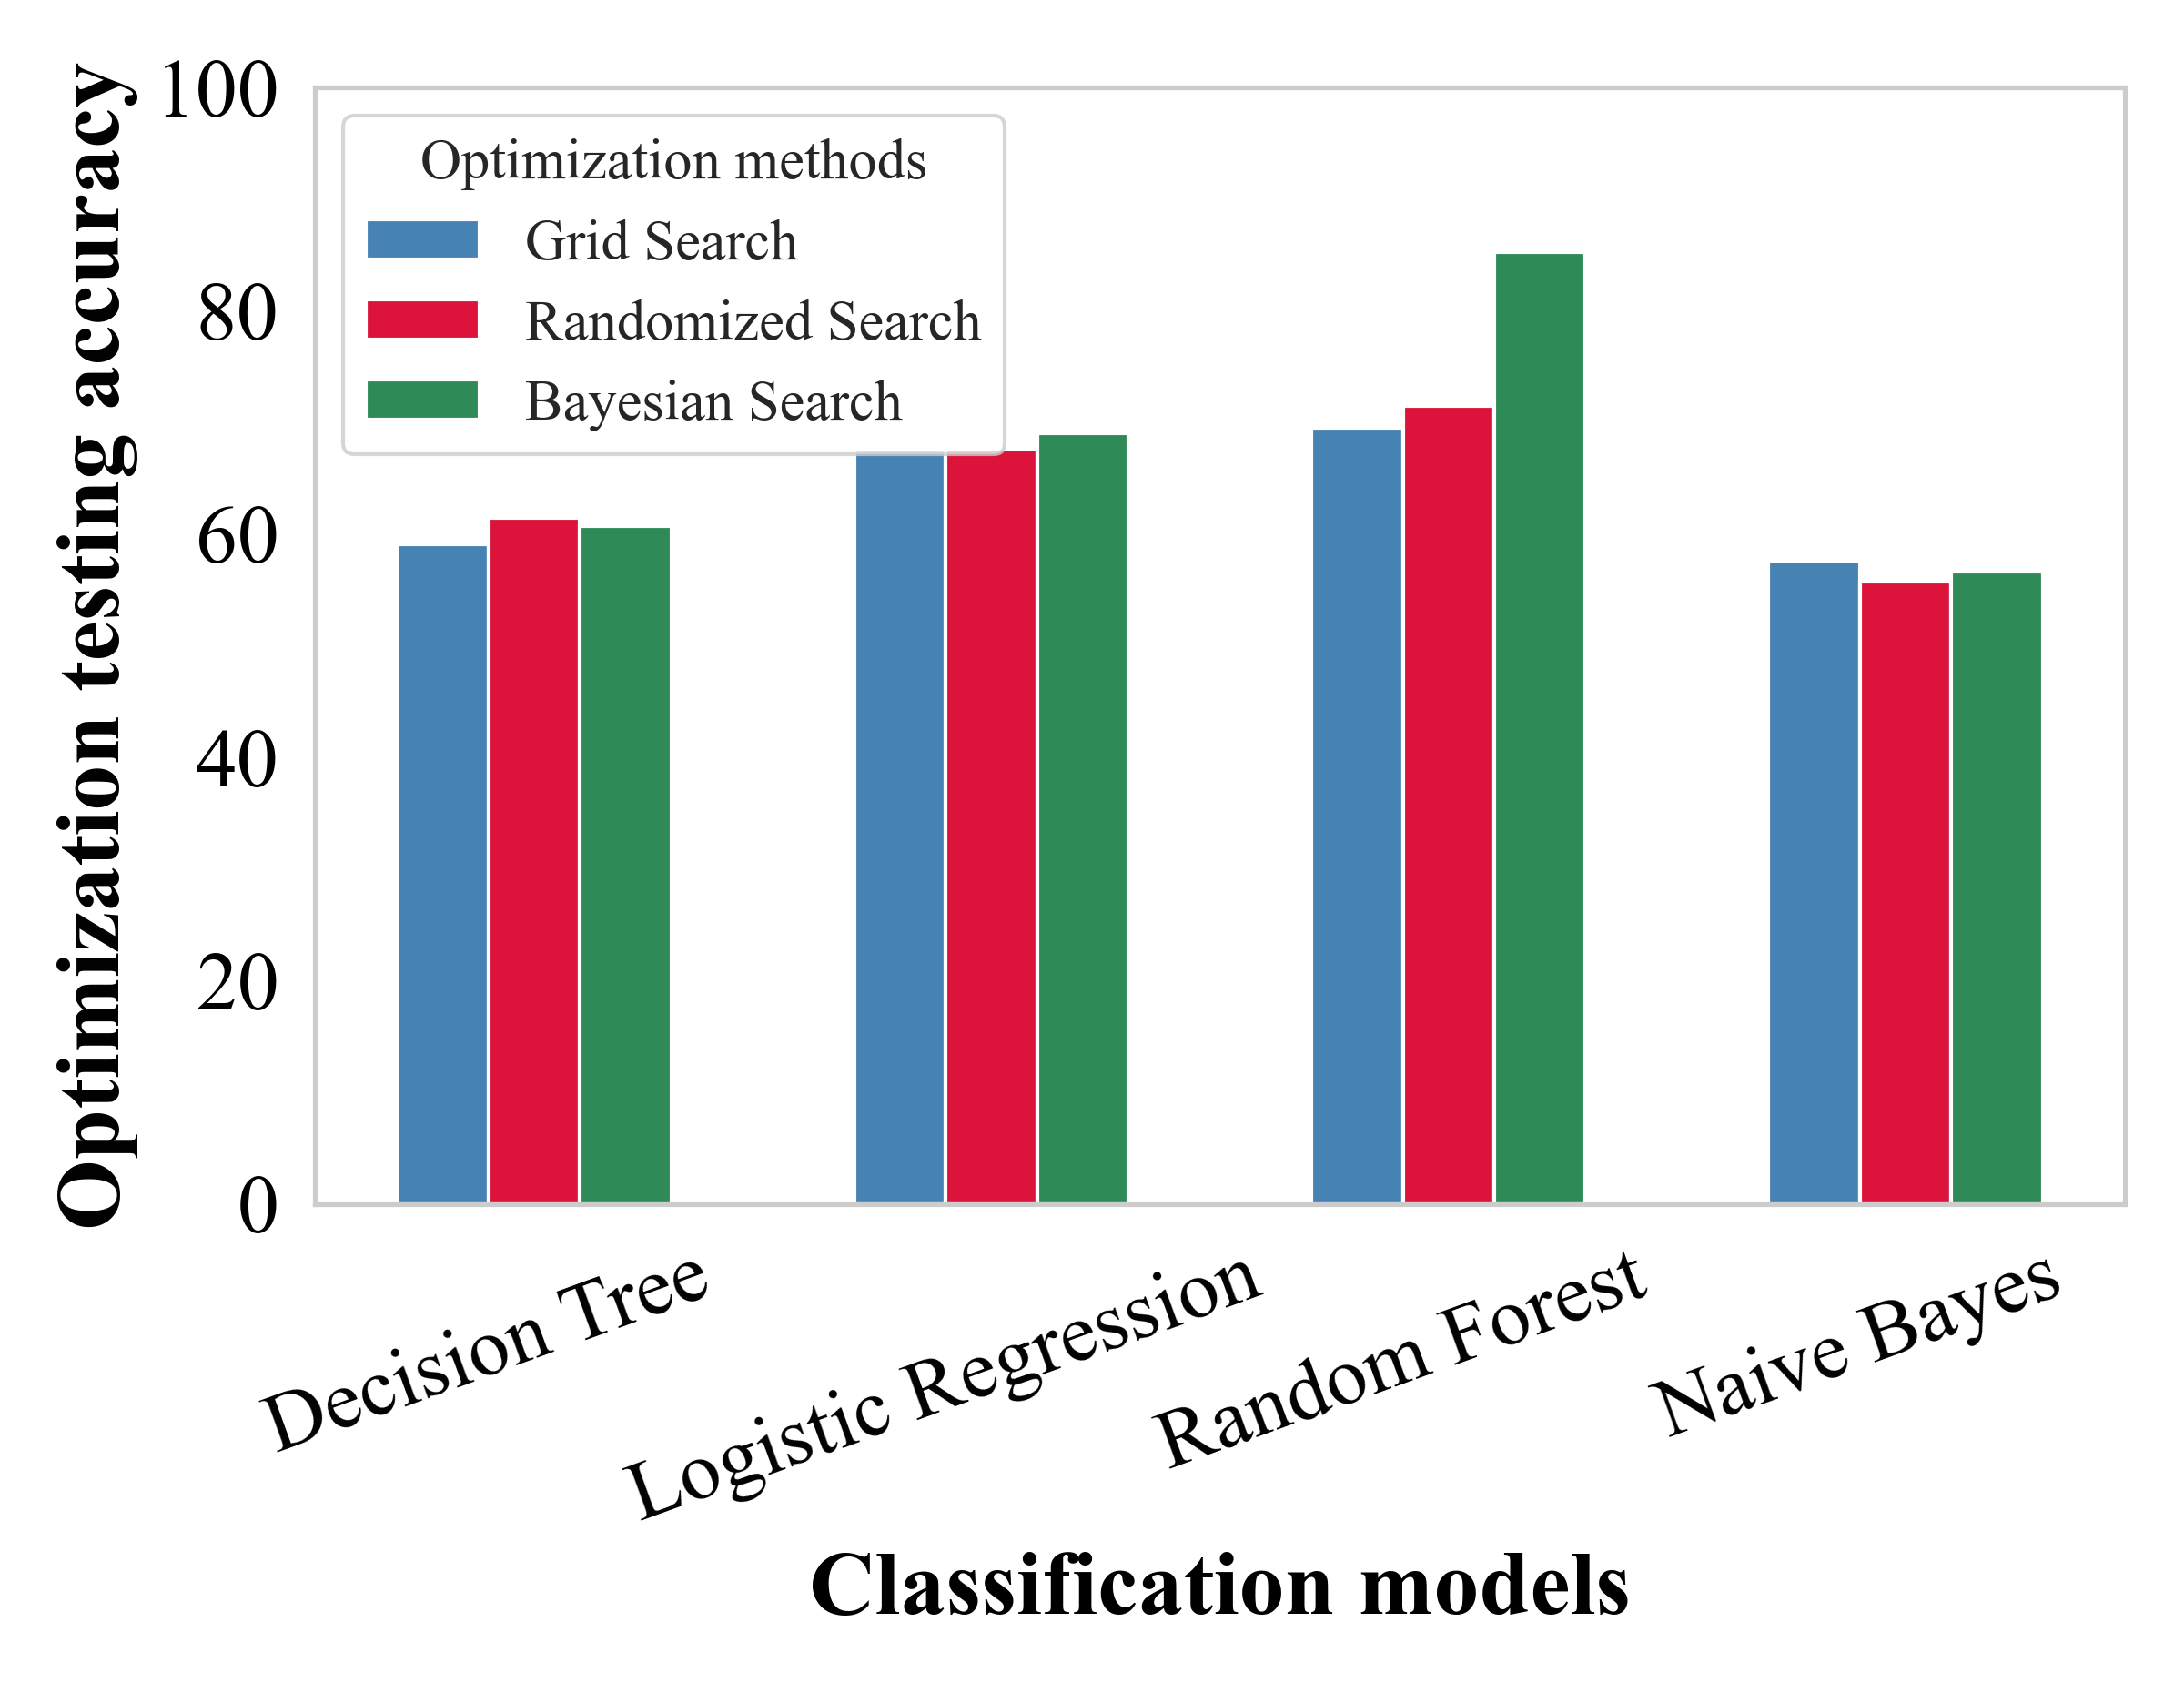 Optimization testing accuracy
100
80
60
40
20
0
Optimization methods
Grid Search
Randomized Search
Bayesian Search
Decision Tree
Logistic Regression
Random Forest
Naive Bayes
Classification models